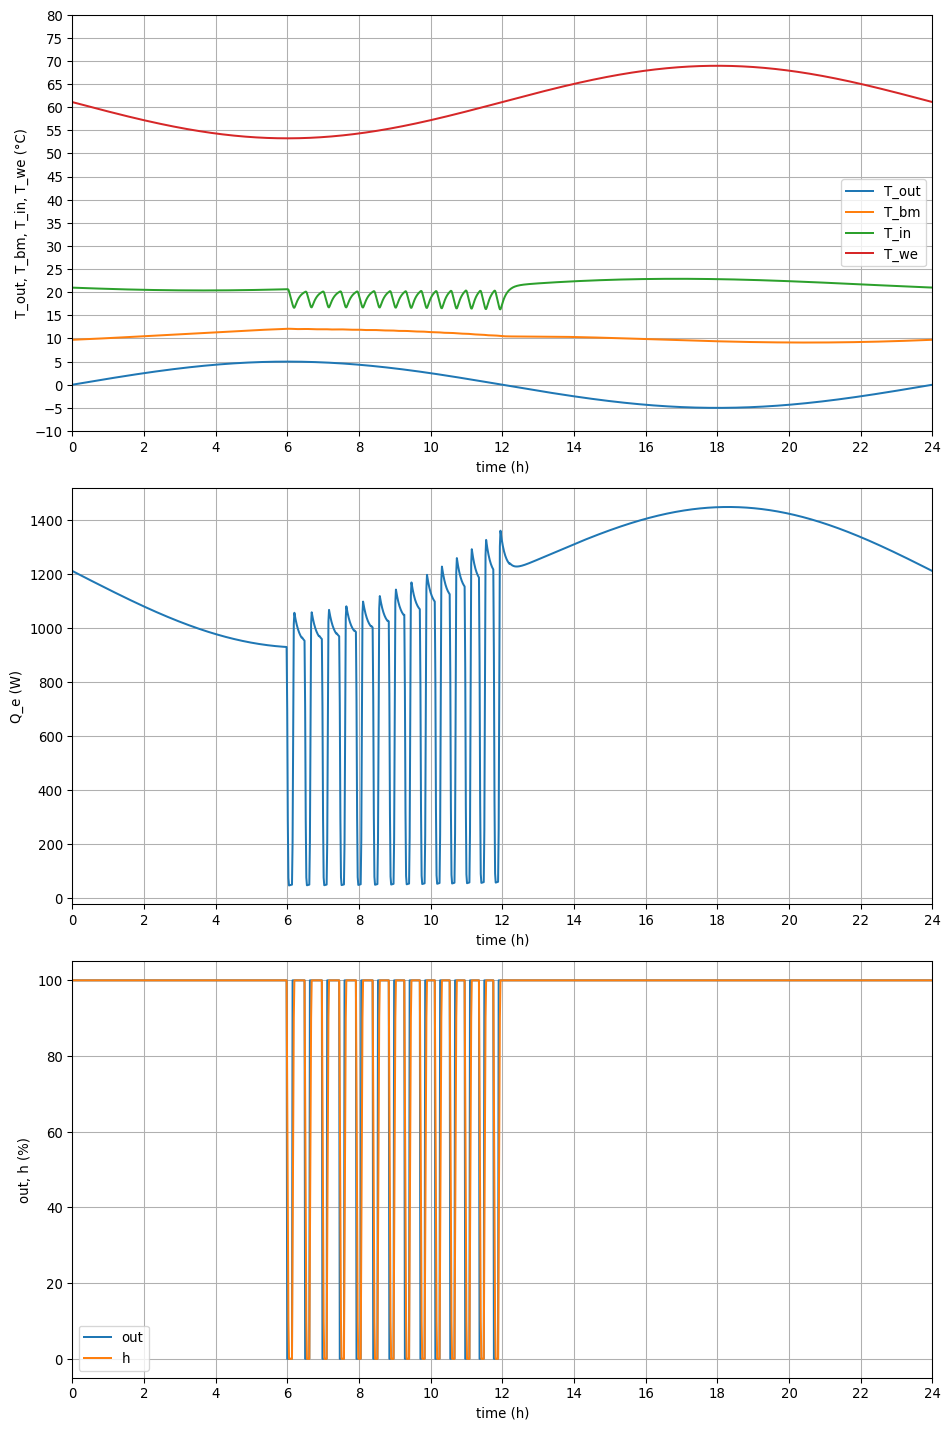 80
75
70
65
60
55
50
45
40
35
30
25
20
15
10
5
0
−5
−10
T_out, T_bm, T_in, T_we (°C)
T_out
T_bm
T_in
T_we
0 2 4 6 8 10 12 14 16 18 20 22 24
time (h)
1400
1200
1000
800
600
400
200
0
Q_e (W)
0 2 4 6 8 10 12 14 16 18 20 22 24
time (h)
100
80
60
40
20
0
out, h (%)
out
h
0 2 4 6 8 10 12 14 16 18 20 22 24
time (h)